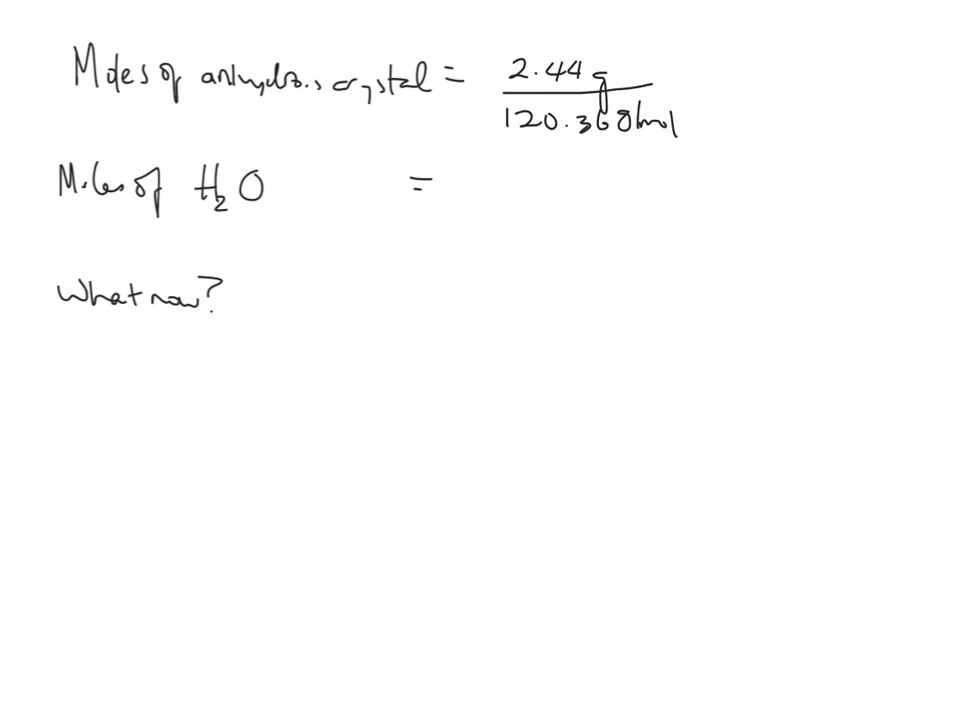 Moles of anhydrous crystal = 2.44 g
120.368 g/mol
Moles of H₂O =
What now?